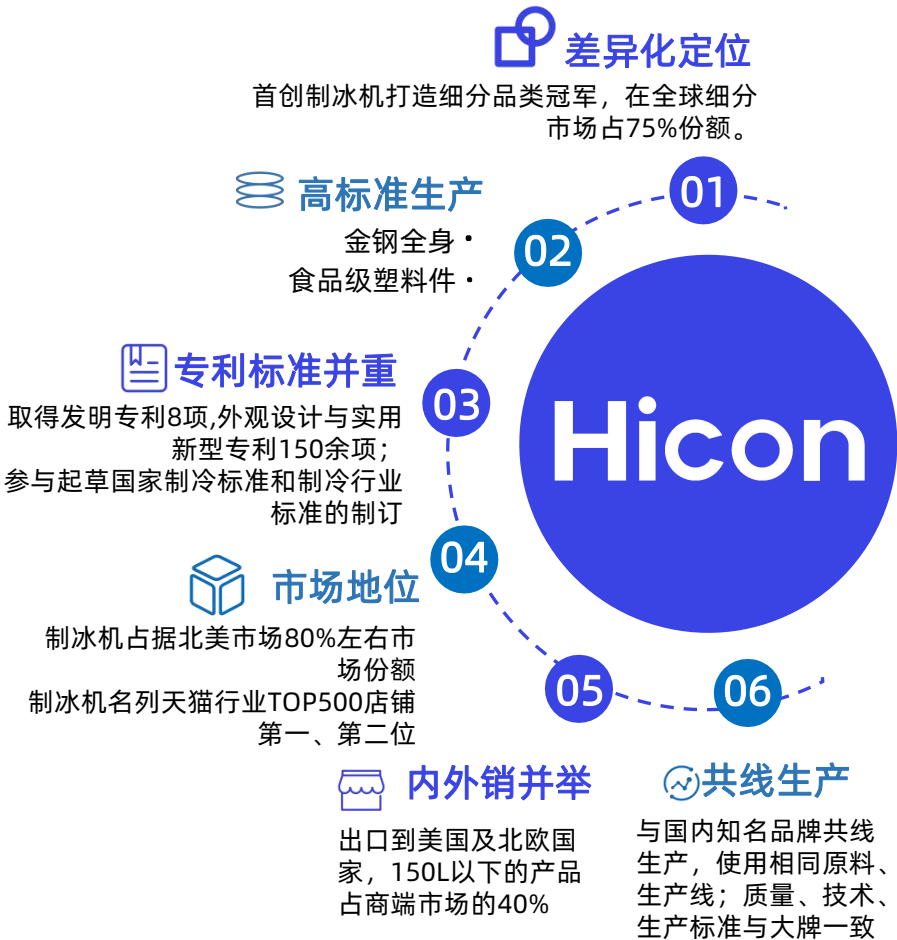 差异化定位
首创制冰机打造细分品类冠军，在全球细分
市场占75%份额。
01
高标准生产
金钢全身·
食品级塑料件·
02
Hicon
专利标准并重
取得发明专利8项,外观设计与实用
新型专利150余项；
参与起草国家制冷标准和制冷行业
标准的制订
03
市场地位
制冰机占据北美市场80%左右市
场份额
制冰机名列天猫行业TOP500店铺
第一、第二位
04
05
06
内外销并举
出口到美国及北欧国
家，150L以下的产品
占商端市场的40%
共线生产
与国内知名品牌共线
生产，使用相同原料、
生产线；质量、技术、
生产标准与大牌一致